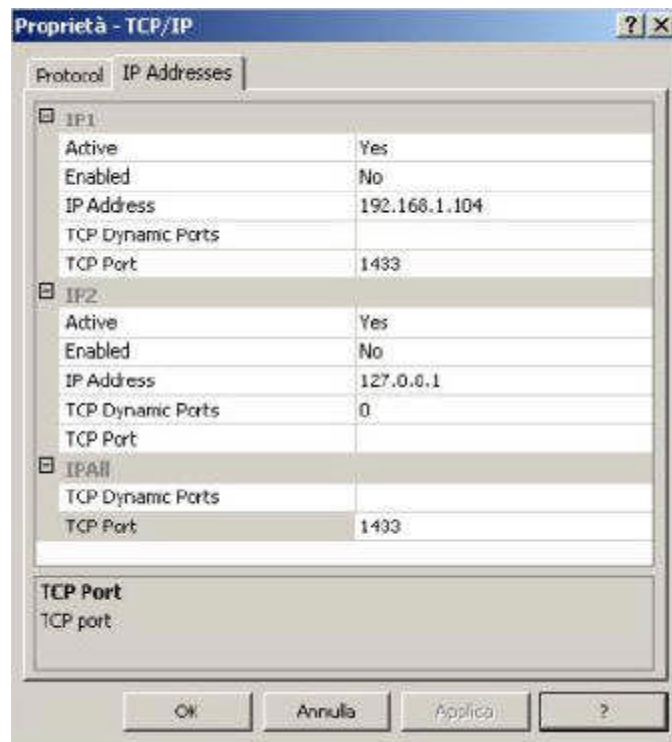 Proprietà - TCP/IP
Protocol IP Addresses
IP1
Active Yes
Enabled No
IP Address 192.168.1.104
TCP Dynamic Ports
TCP Port 1433
IP2
Active Yes
Enabled No
IP Address 127.0.0.1
TCP Dynamic Ports 0
TCP Port
IPAll
TCP Dynamic Ports
TCP Port 1433
TCP Port
TCP port
OK Annulla Applica ?